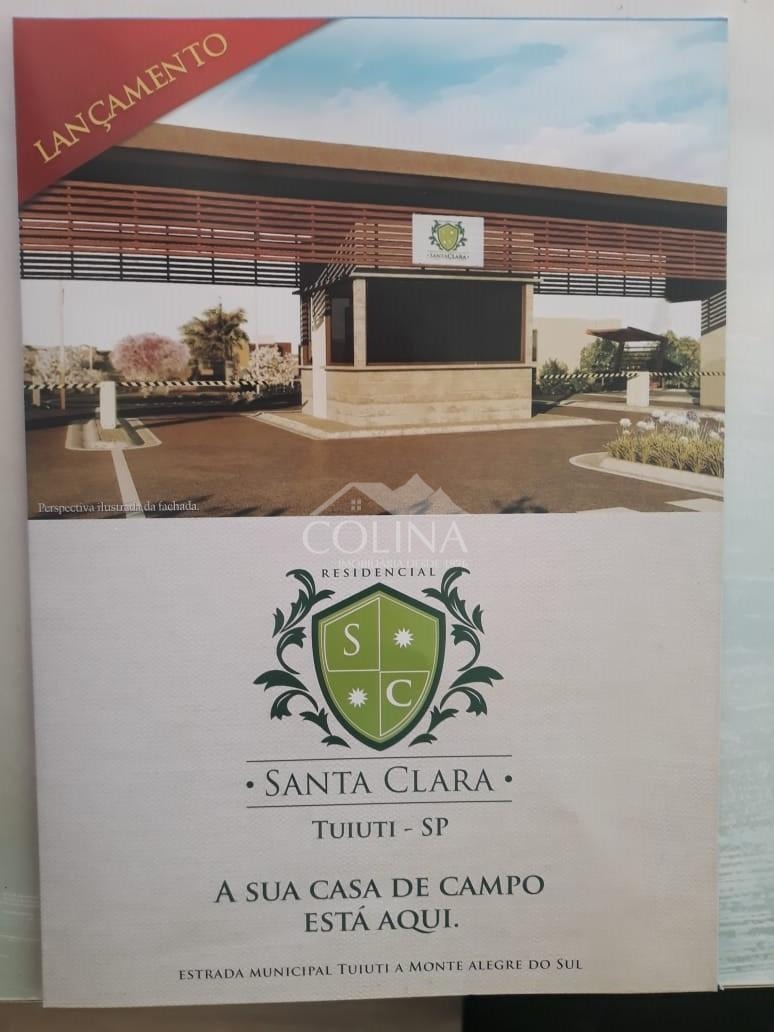 LANÇAMENTO
SANTA CLARA
Perspectiva ilustrada da fachada.
COLINA
RESIDENCIAL
S
C
• SANTA CLARA •
TUIUTI - SP
A SUA CASA DE CAMPO
ESTÁ AQUI.
ESTRADA MUNICIPAL TUIUTI A MONTE ALEGRE DO SUL